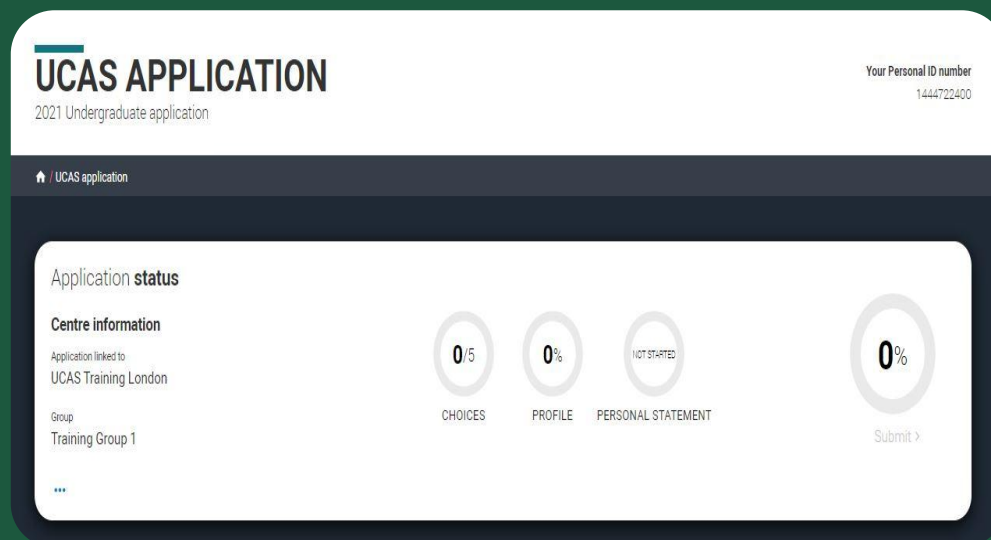 UCAS APPLICATION
2021 Undergraduate application
Your Personal ID number
1444722400
/ UCAS application
Application status
Centre information
Application linked to
UCAS Training London
Group
Training Group 1
...
0/5
CHOICES
0%
PROFILE
NOT STARTED
PERSONAL STATEMENT
0%
Submit >